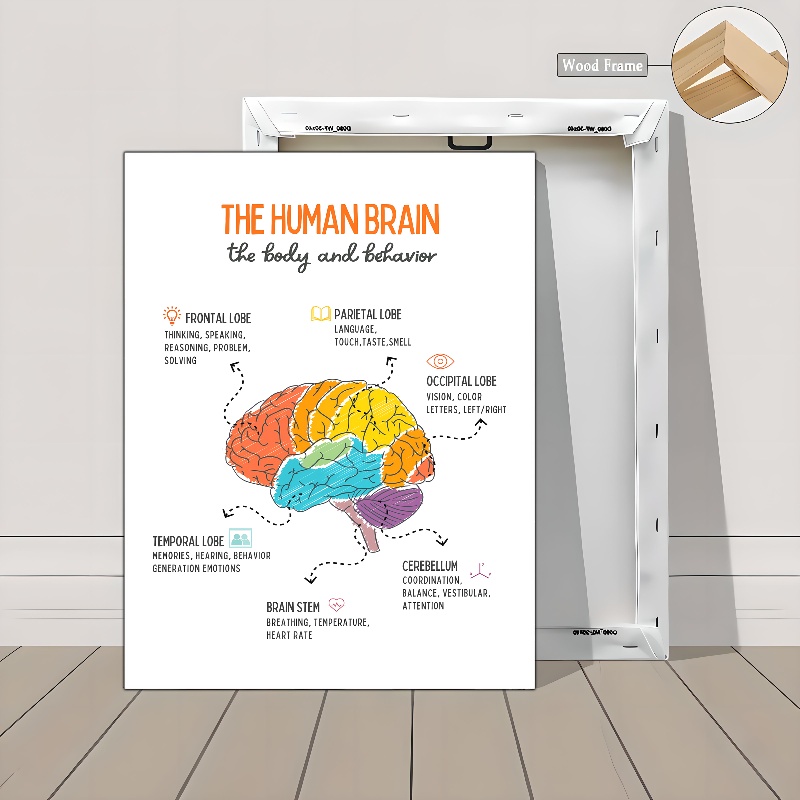 Wood Frame
THE HUMAN BRAIN
the body and behavior
FRONTAL LOBE
THINKING, SPEAKING,
REASONING, PROBLEM,
SOLVING
PARIETAL LOBE
LANGUAGE,
TOUCH,TASTE,SMELL
OCCIPITAL LOBE
VISION, COLOR
LETTERS, LEFT/RIGHT
TEMPORAL LOBE
MEMORIES, HEARING, BEHAVIOR
GENERATION EMOTIONS
CEREBELLUM
COORDINATION,
BALANCE, VESTIBULAR,
ATTENTION
BRAIN STEM
BREATHING, TEMPERATURE,
HEART RATE